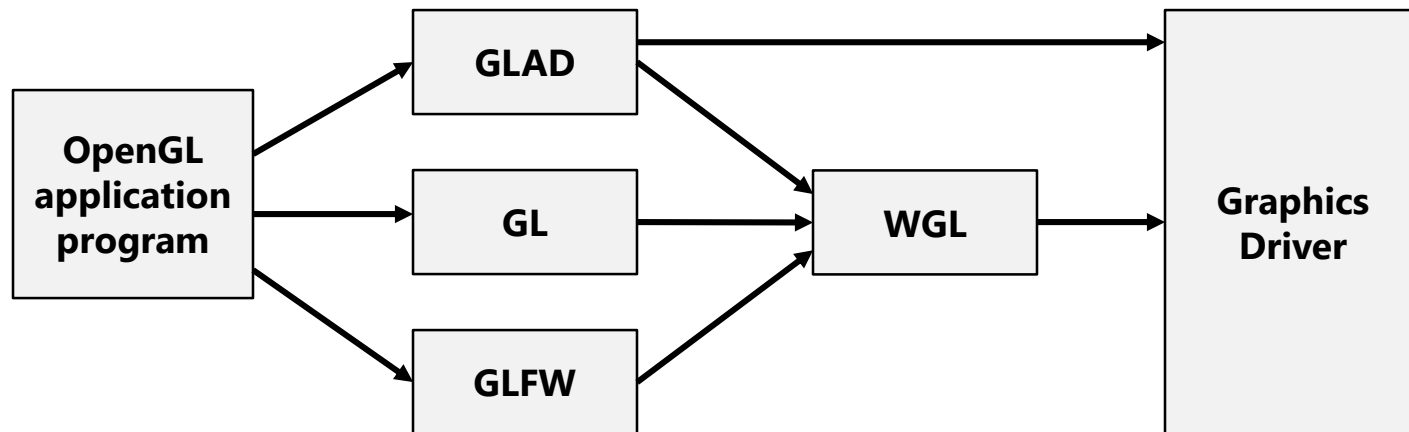 OpenGL
application
program
GLAD
GL
GLFW
WGL
Graphics
Driver